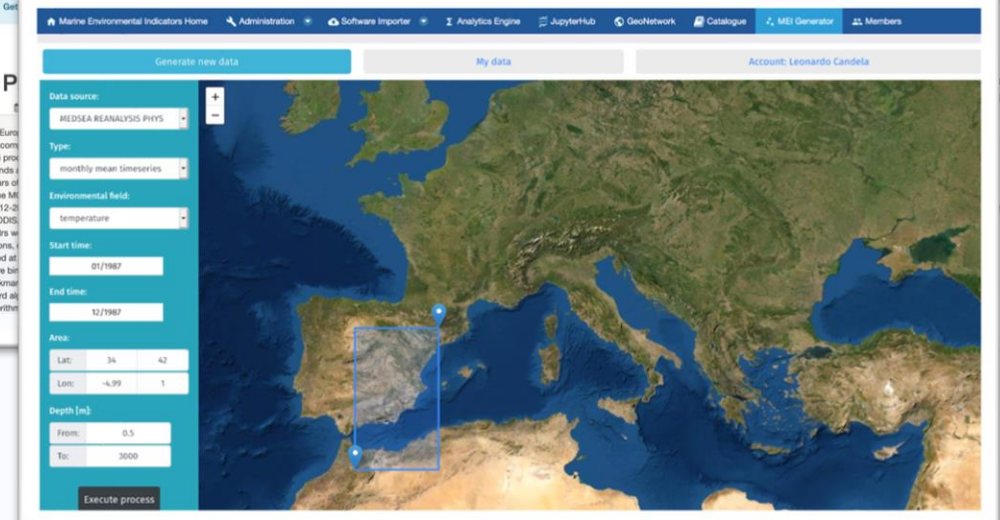 Get
P
Marine Environmental Indicators Home Administration Software Importer Analytics Engine JupyterHub GeoNetwork Catalogue MEI Generator Members
Generate new data My data Account: Leonardo Candela
Data source:
MEDSEA REANALYSIS PHYS
Type:
monthly mean timeseries
Environmental field:
temperature
Start time:
01/1987
End time:
12/1987
Area:
Lat: 34 42
Lon: -4.99 1
Depth [m]:
From: 0.5
To: 3000
Execute process
+
−